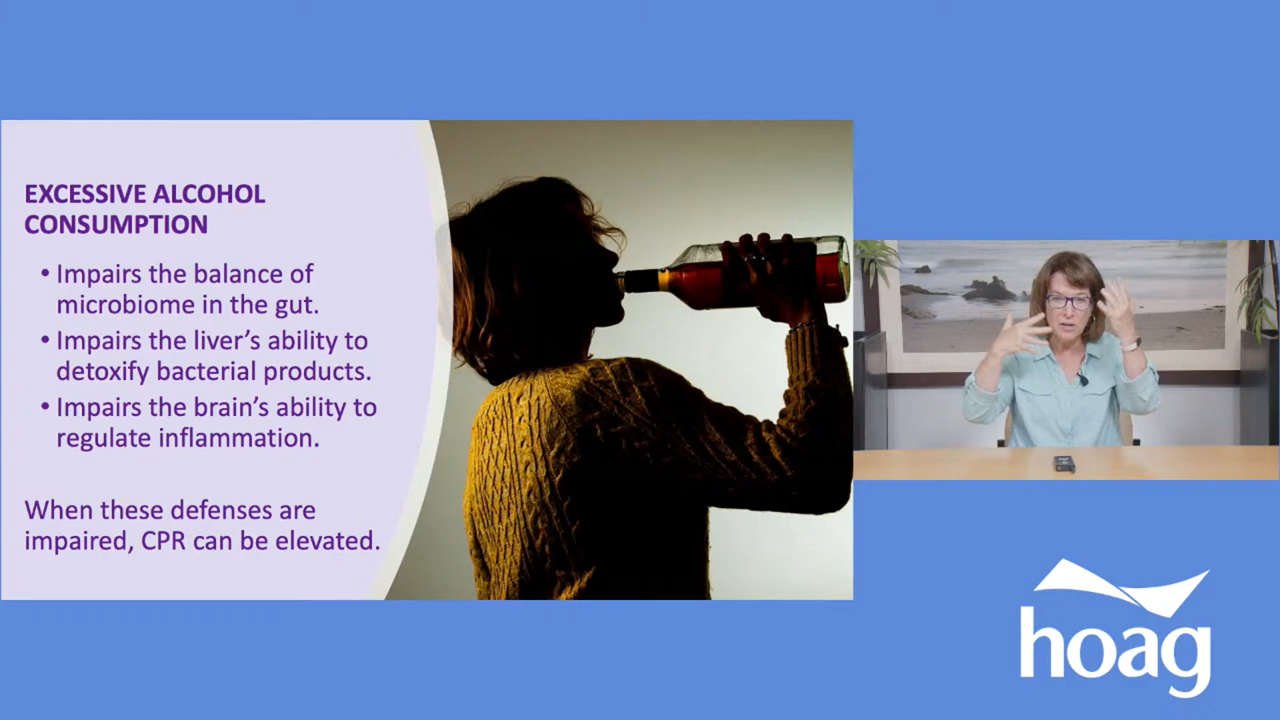 EXCESSIVE ALCOHOL
CONSUMPTION
• Impairs the balance of
microbiome in the gut.
• Impairs the liver’s ability to
detoxify bacterial products.
• Impairs the brain’s ability to
regulate inflammation.
When these defenses are
impaired, CPR can be elevated.
hoag